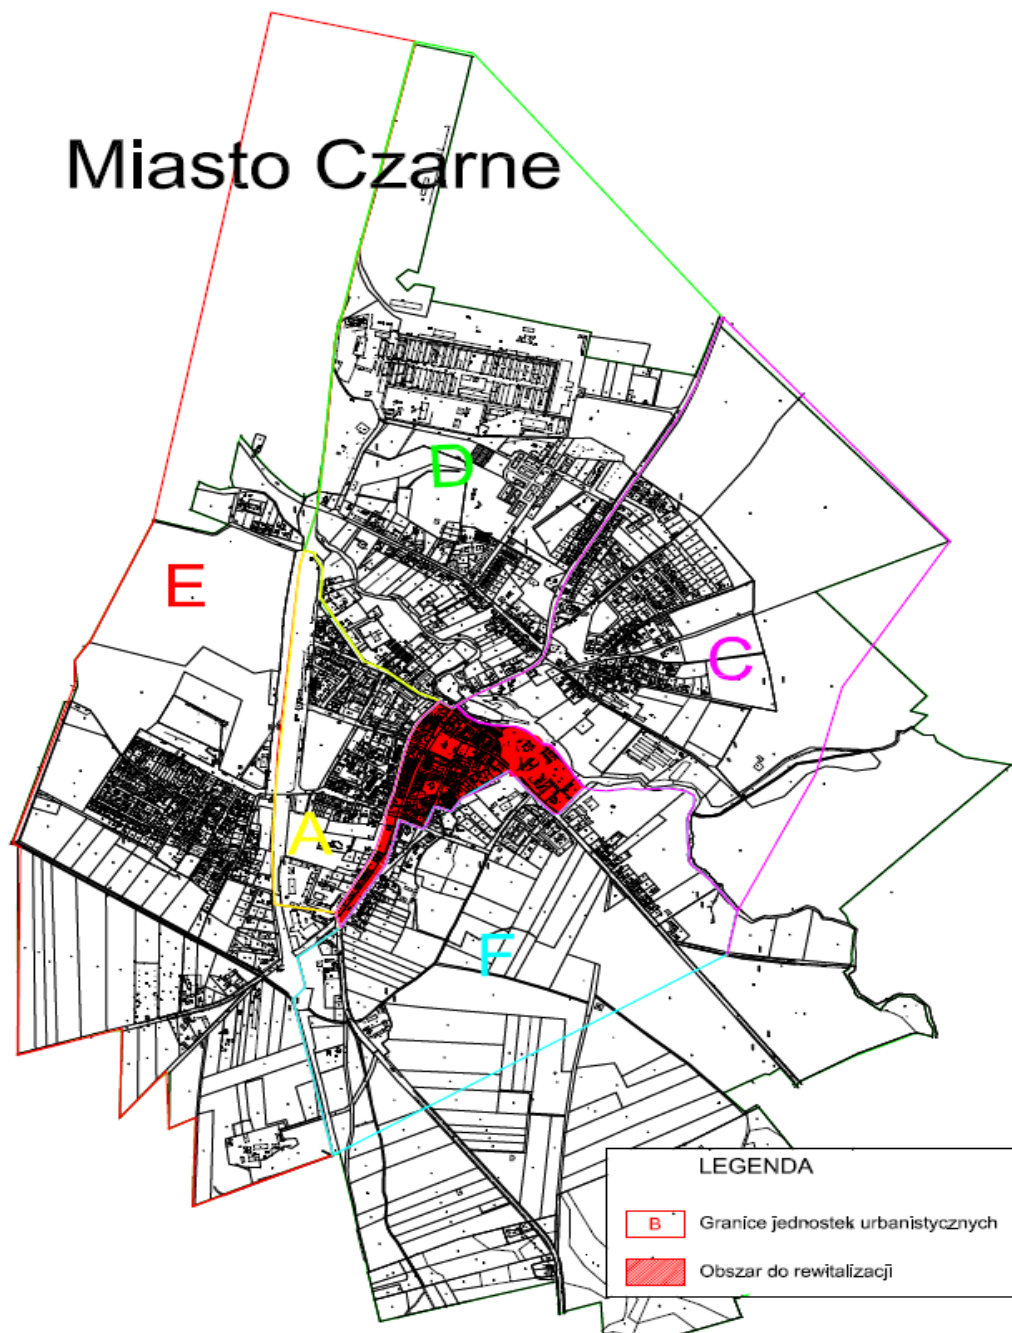 Miasto Czarne
D
E
C
A
F
LEGENDA
B Granice jednostek urbanistycznych
Obszar do rewitalizacji